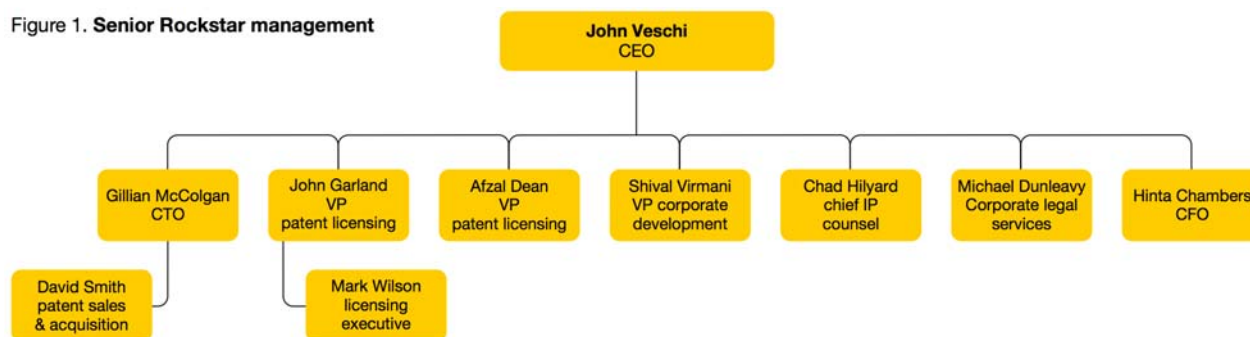 Figure 1. Senior Rockstar management
John Veschi
CEO
Gillian McColgan
CTO
John Garland
VP
patent licensing
Afzal Dean
VP
patent licensing
Shival Virmani
VP corporate
development
Chad Hilyard
chief IP
counsel
Michael Dunleavy
Corporate legal
services
Hinta Chambers
CFO
David Smith
patent sales
& acquisition
Mark Wilson
licensing
executive